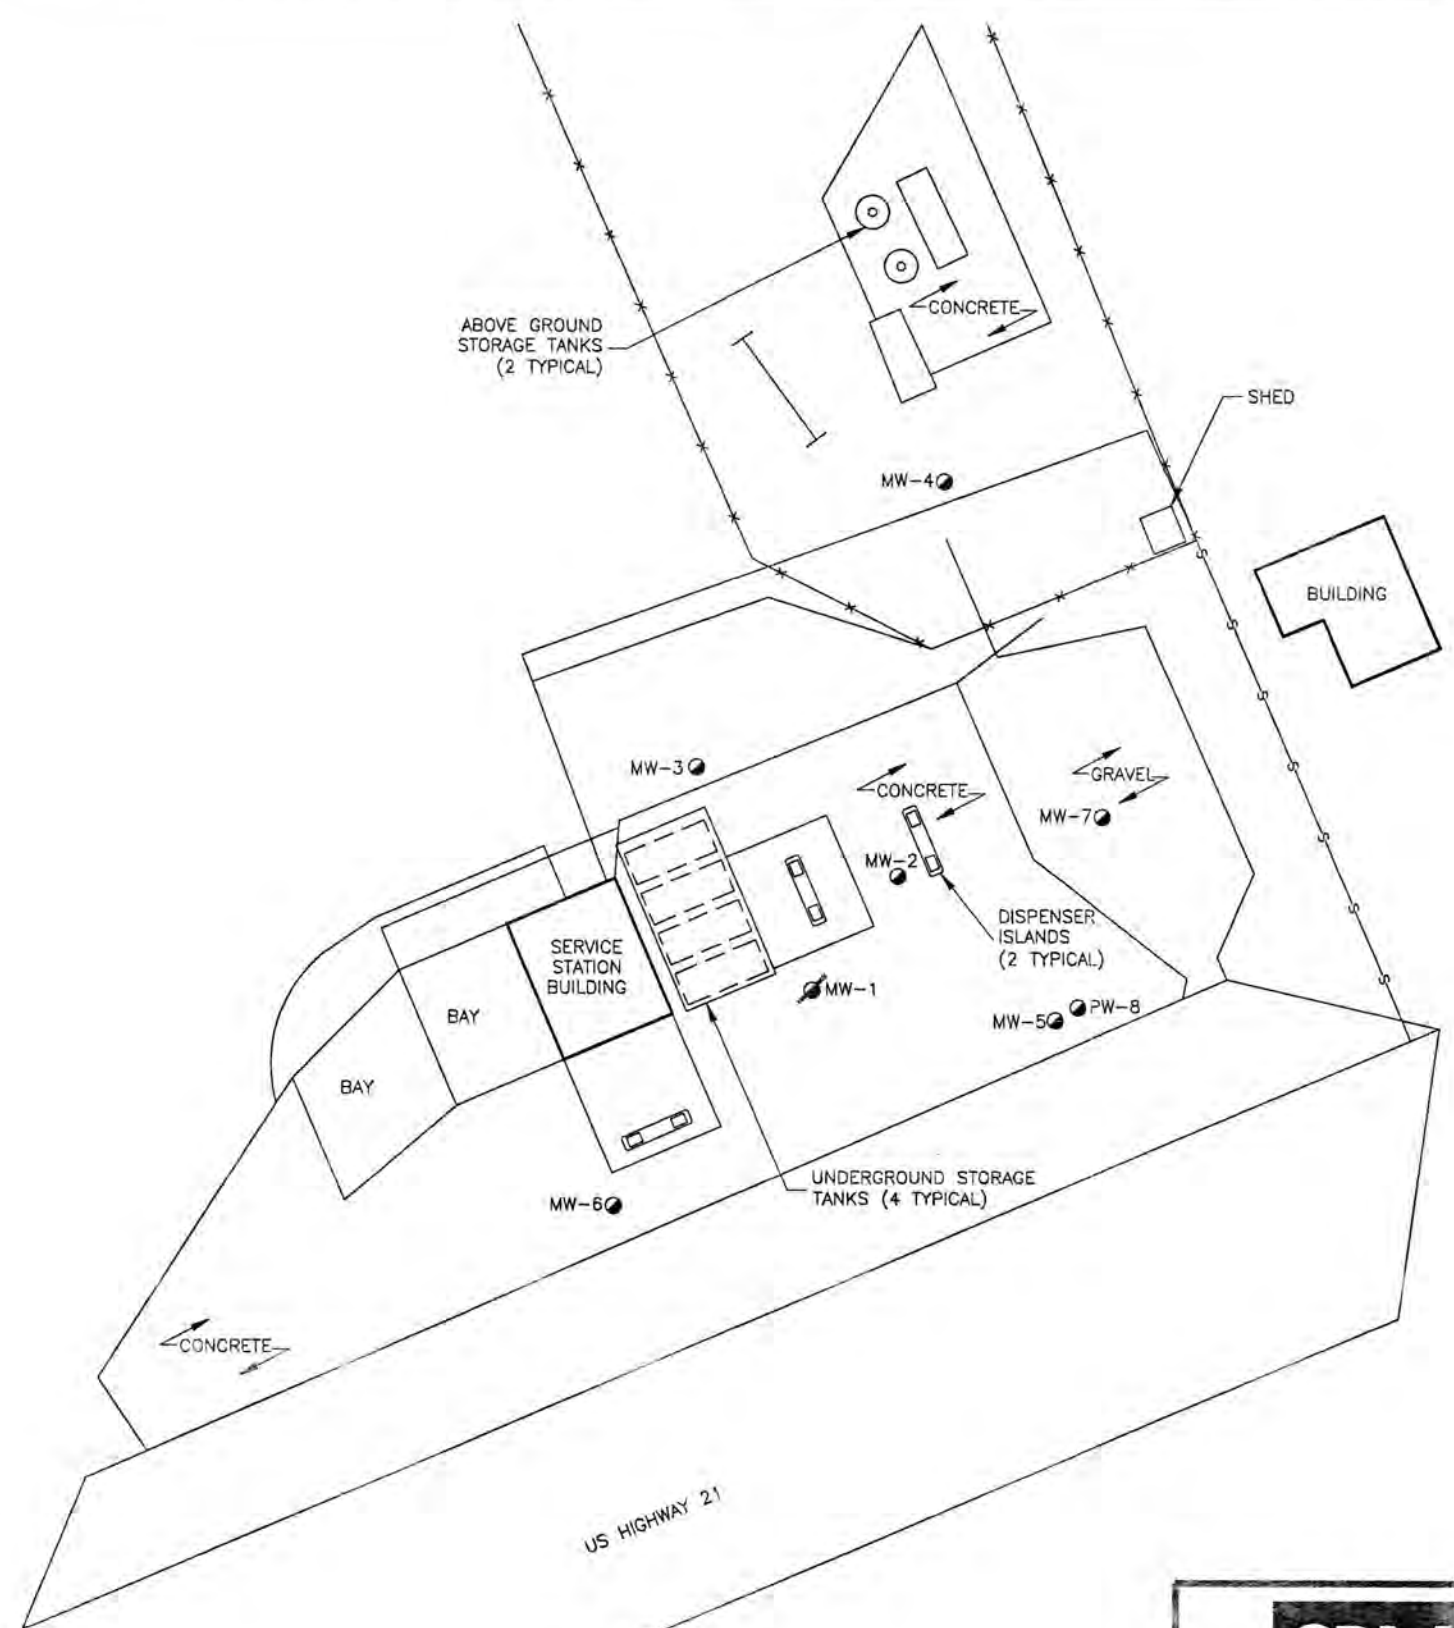 CONCRETE
ABOVE GROUND
STORAGE TANKS
(2 TYPICAL)
SHED
MW-4
BUILDING
MW-3
CONCRETE
GRAVEL
MW-7
MW-2
DISPENSER
ISLANDS
(2 TYPICAL)
SERVICE
STATION
BUILDING
MW-1
BAY
PW-8
MW-5
BAY
UNDERGROUND STORAGE
TANKS (4 TYPICAL)
MW-6
CONCRETE
US HIGHWAY 21